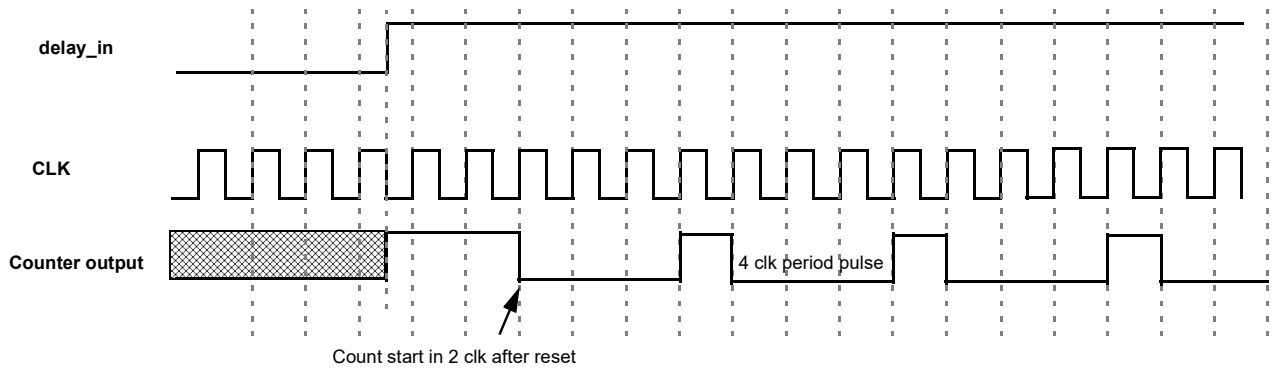 delay_in
CLK
Counter output
4 clk period pulse
Count start in 2 clk after reset